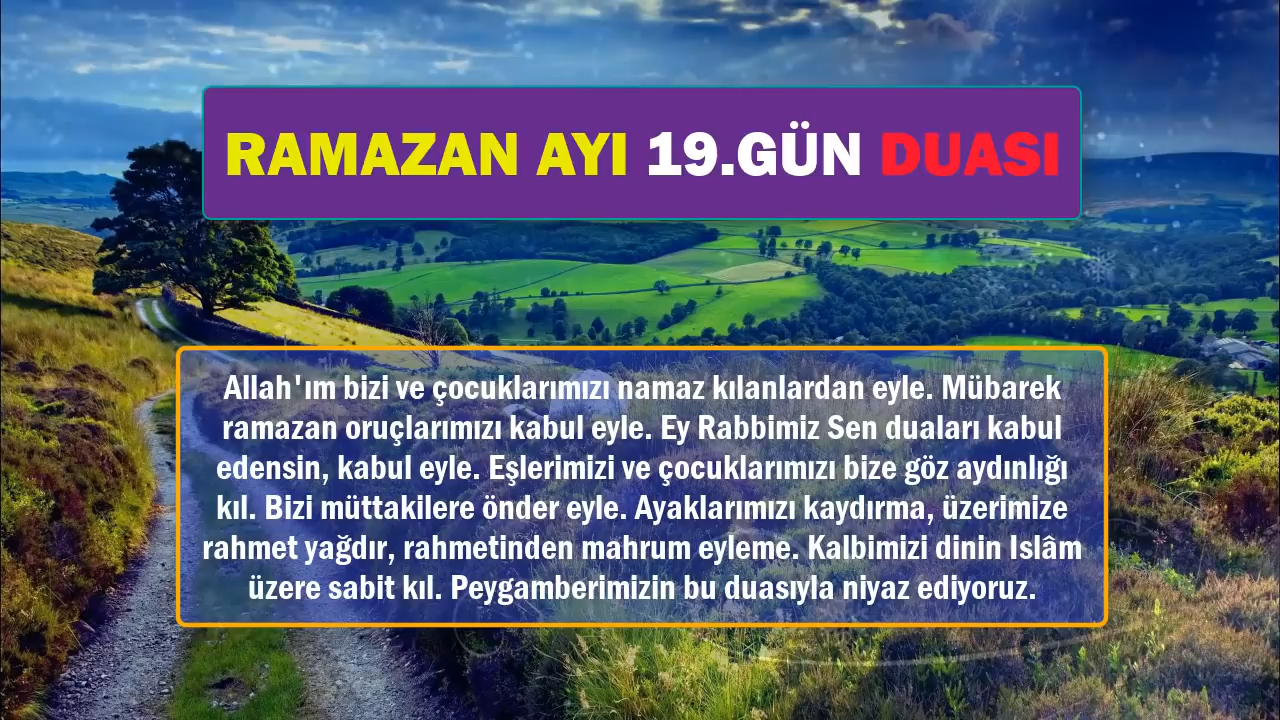 RAMAZAN AYI 19.GÜN DUASI
Allah'ım bizi ve çocuklarımızı namaz kılanlardan eyle. Mübarek
ramazan oruçlarımızı kabul eyle. Ey Rabbimiz Sen duaları kabul
edensin, kabul eyle. Eşlerimizi ve çocuklarımızı bize göz aydınlığı
kıl. Bizi müttakilere önder eyle. Ayaklarımızı kaydırma, üzerimize
rahmet yağdır, rahmetinden mahrum eyleme. Kalbimizi dinin Islâm
üzere sabit kıl. Peygamberimizin bu duasıyla niyaz ediyoruz.